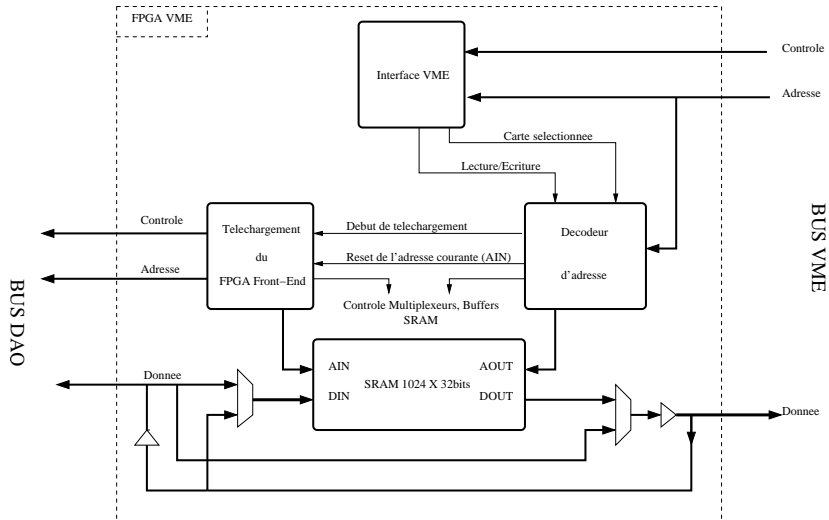 FPGA VME
Controle
Interface VME
Adresse
Carte selectionnee
Lecture/Ecriture
Controle
Telechargement
du
FPGA Front−End
Debut de telechargement
Decodeur
d'adresse
Reset de l'adresse courante (AIN)
Adresse
Controle Multiplexeurs, Buffers
SRAM
BUS VME
BUS DAO
Donnee
AIN
AOUT
SRAM 1024 X 32bits
DIN
DOUT
Donnee